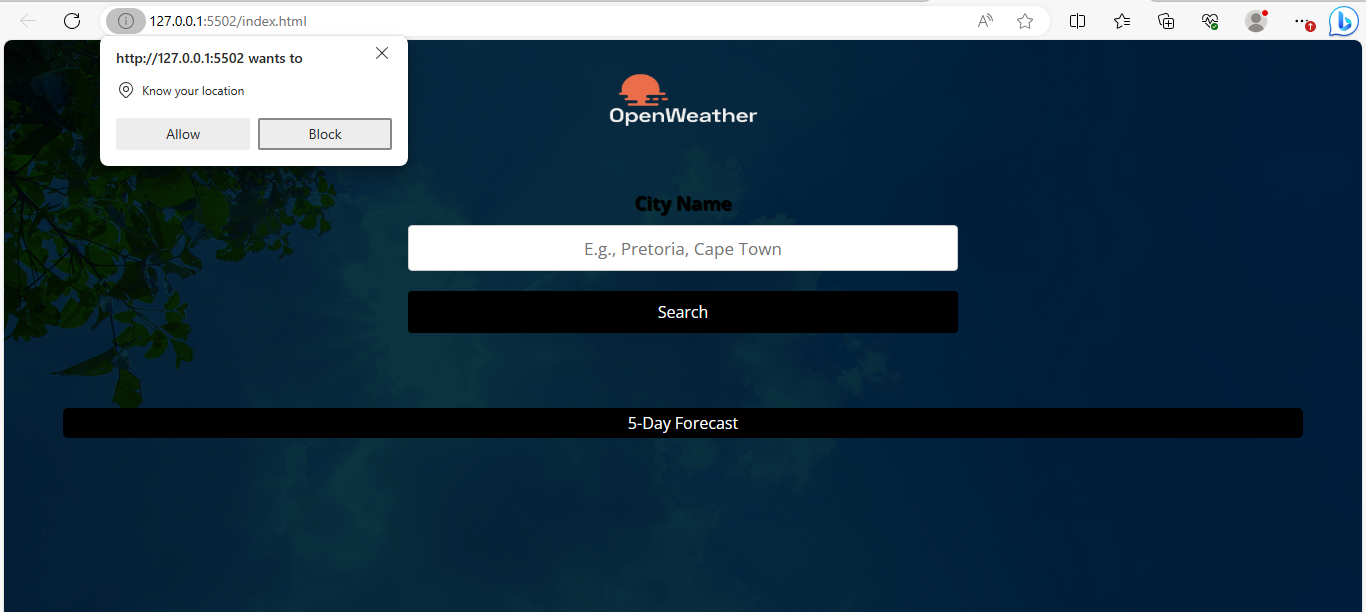 127.0.0.1:5502/index.html
http://127.0.0.1:5502 wants to
Know your location
Allow
Block
OpenWeather
City Name
E.g., Pretoria, Cape Town
Search
5-Day Forecast